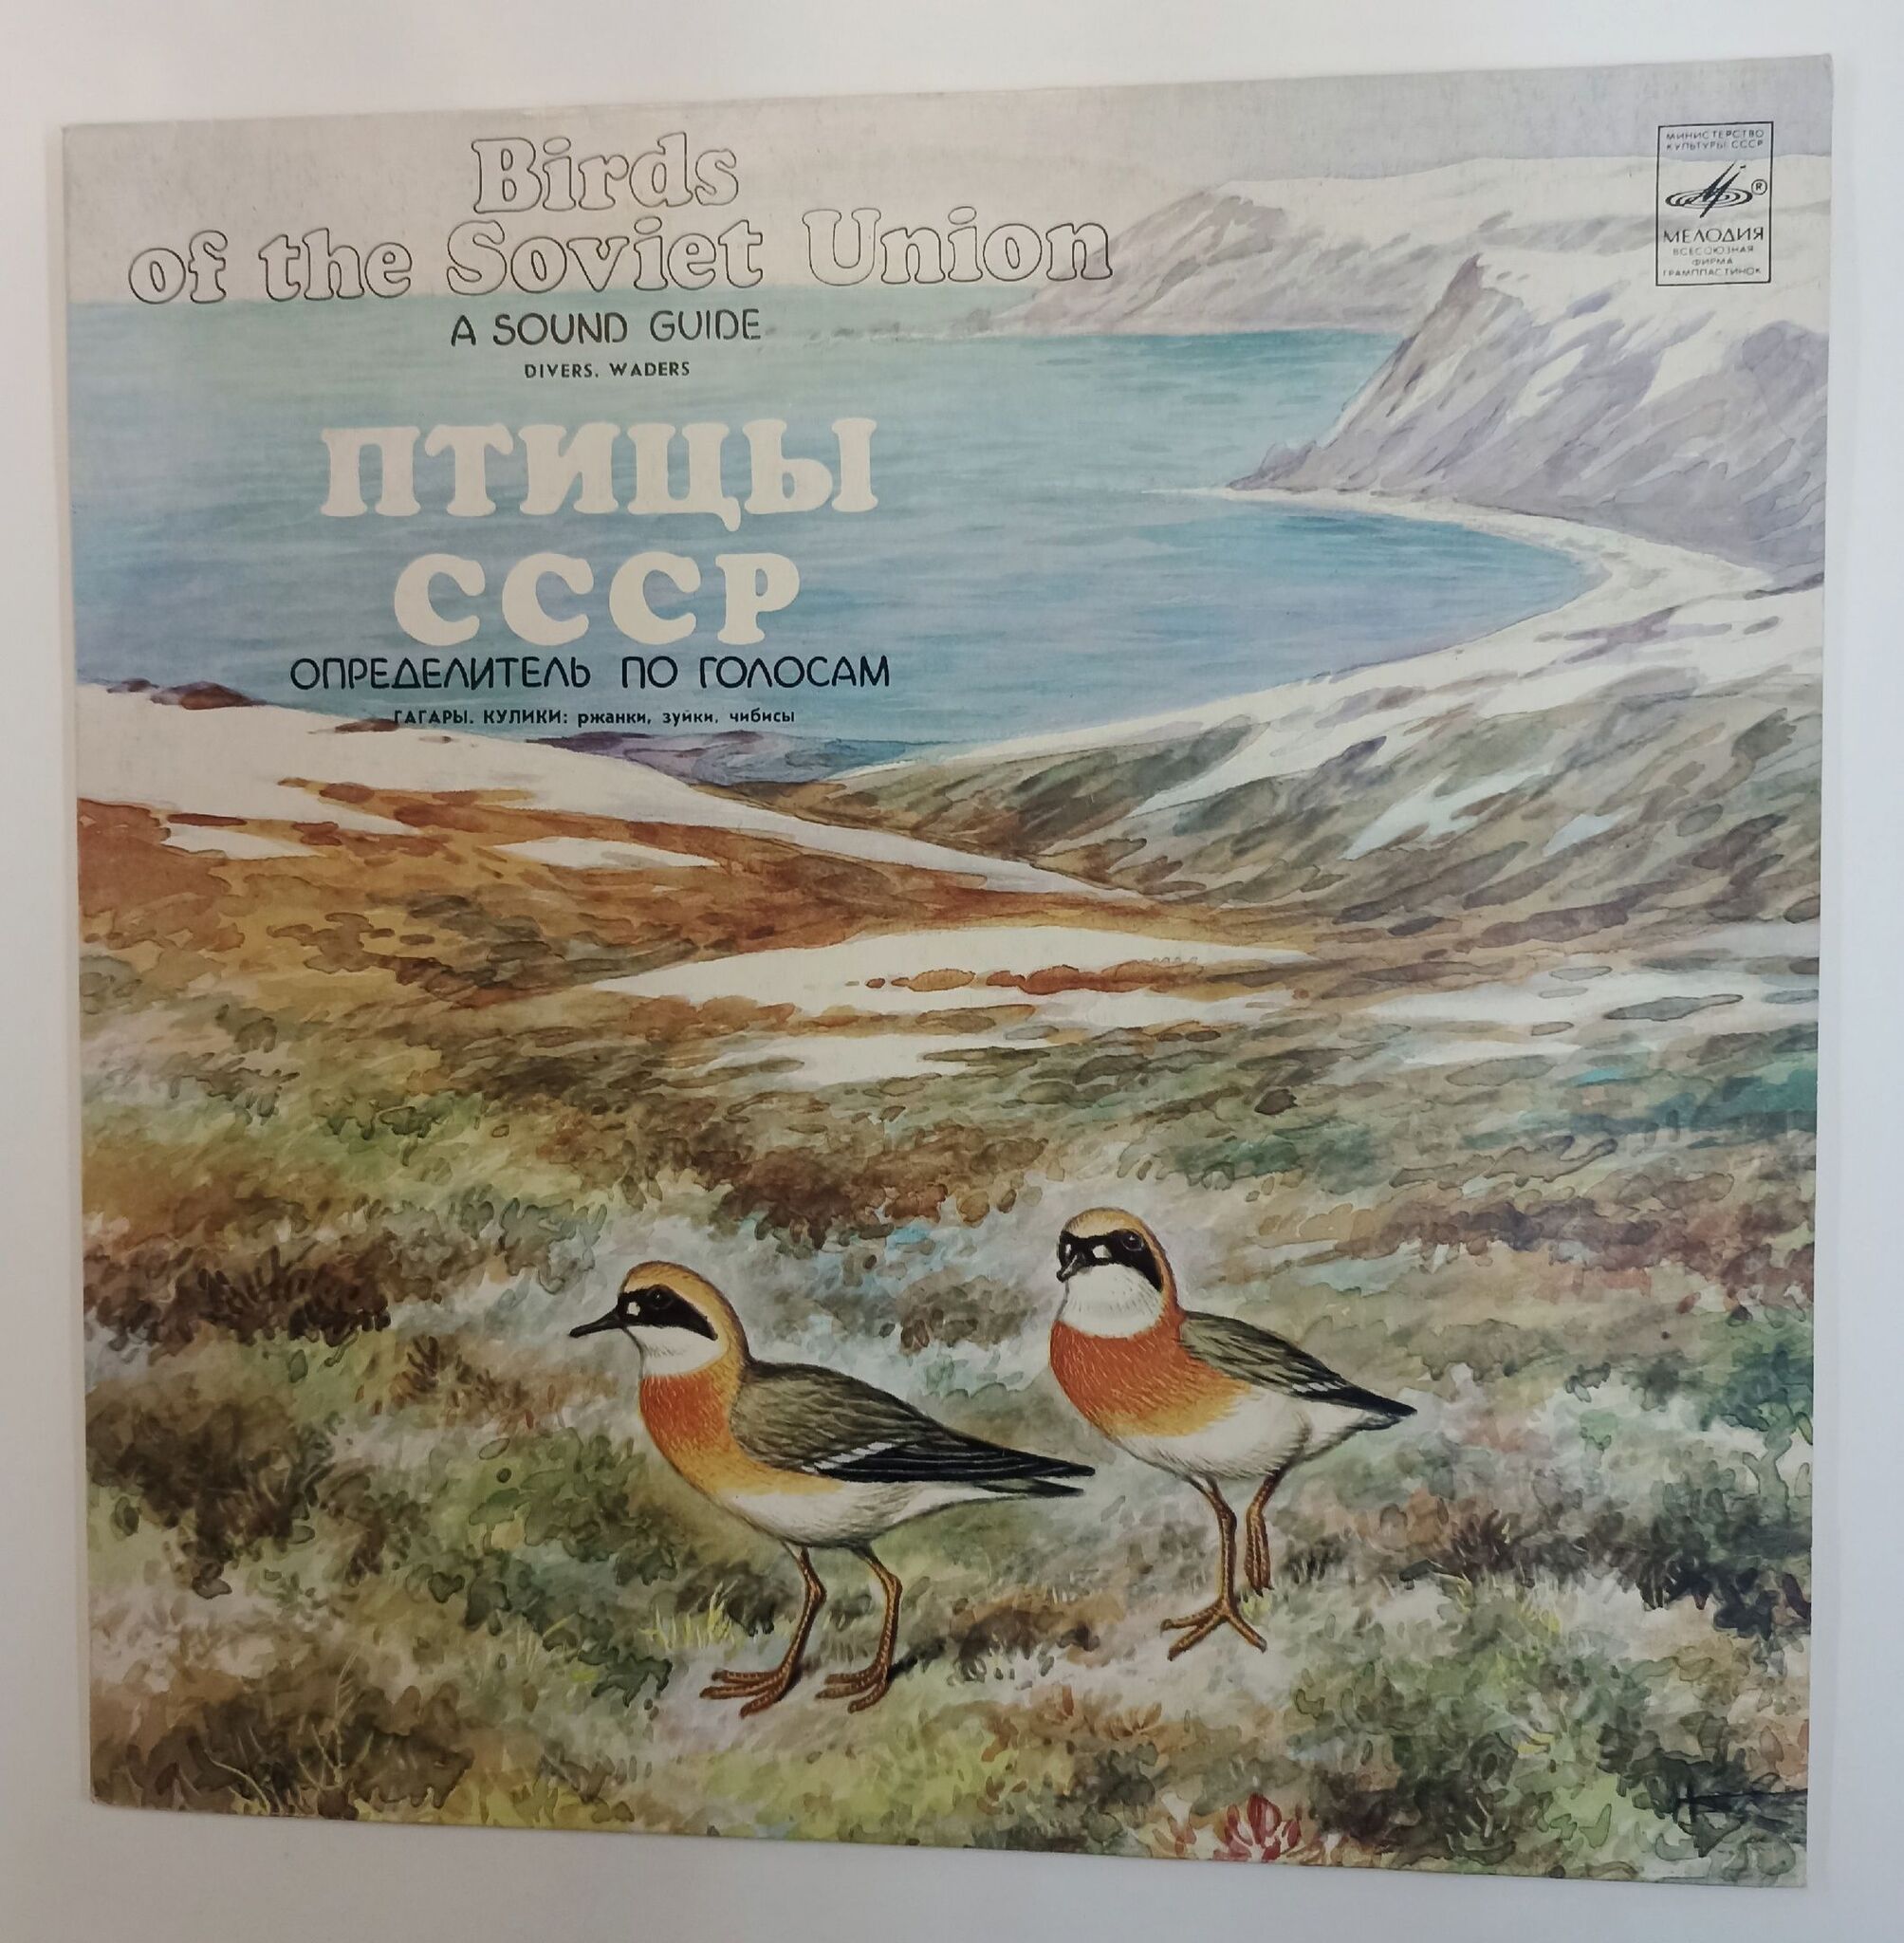 Birds
of the Soviet Union
A SOUND GUIDE
DIVERS. WADERS
ПТИЦЫ
СССР
ОПРЕДЕЛИТЕЛЬ ПО ГОЛОСАМ
ГАГАРЫ. КУЛИКИ: ржанки, зуйки, чибисы
МИНИСТЕРСТВО
КУЛЬТУРЫ СССР
®
МЕЛОДИЯ
ВСЕСОЮЗНАЯ
ФИРМА
ГРАМПЛАСТИНОК